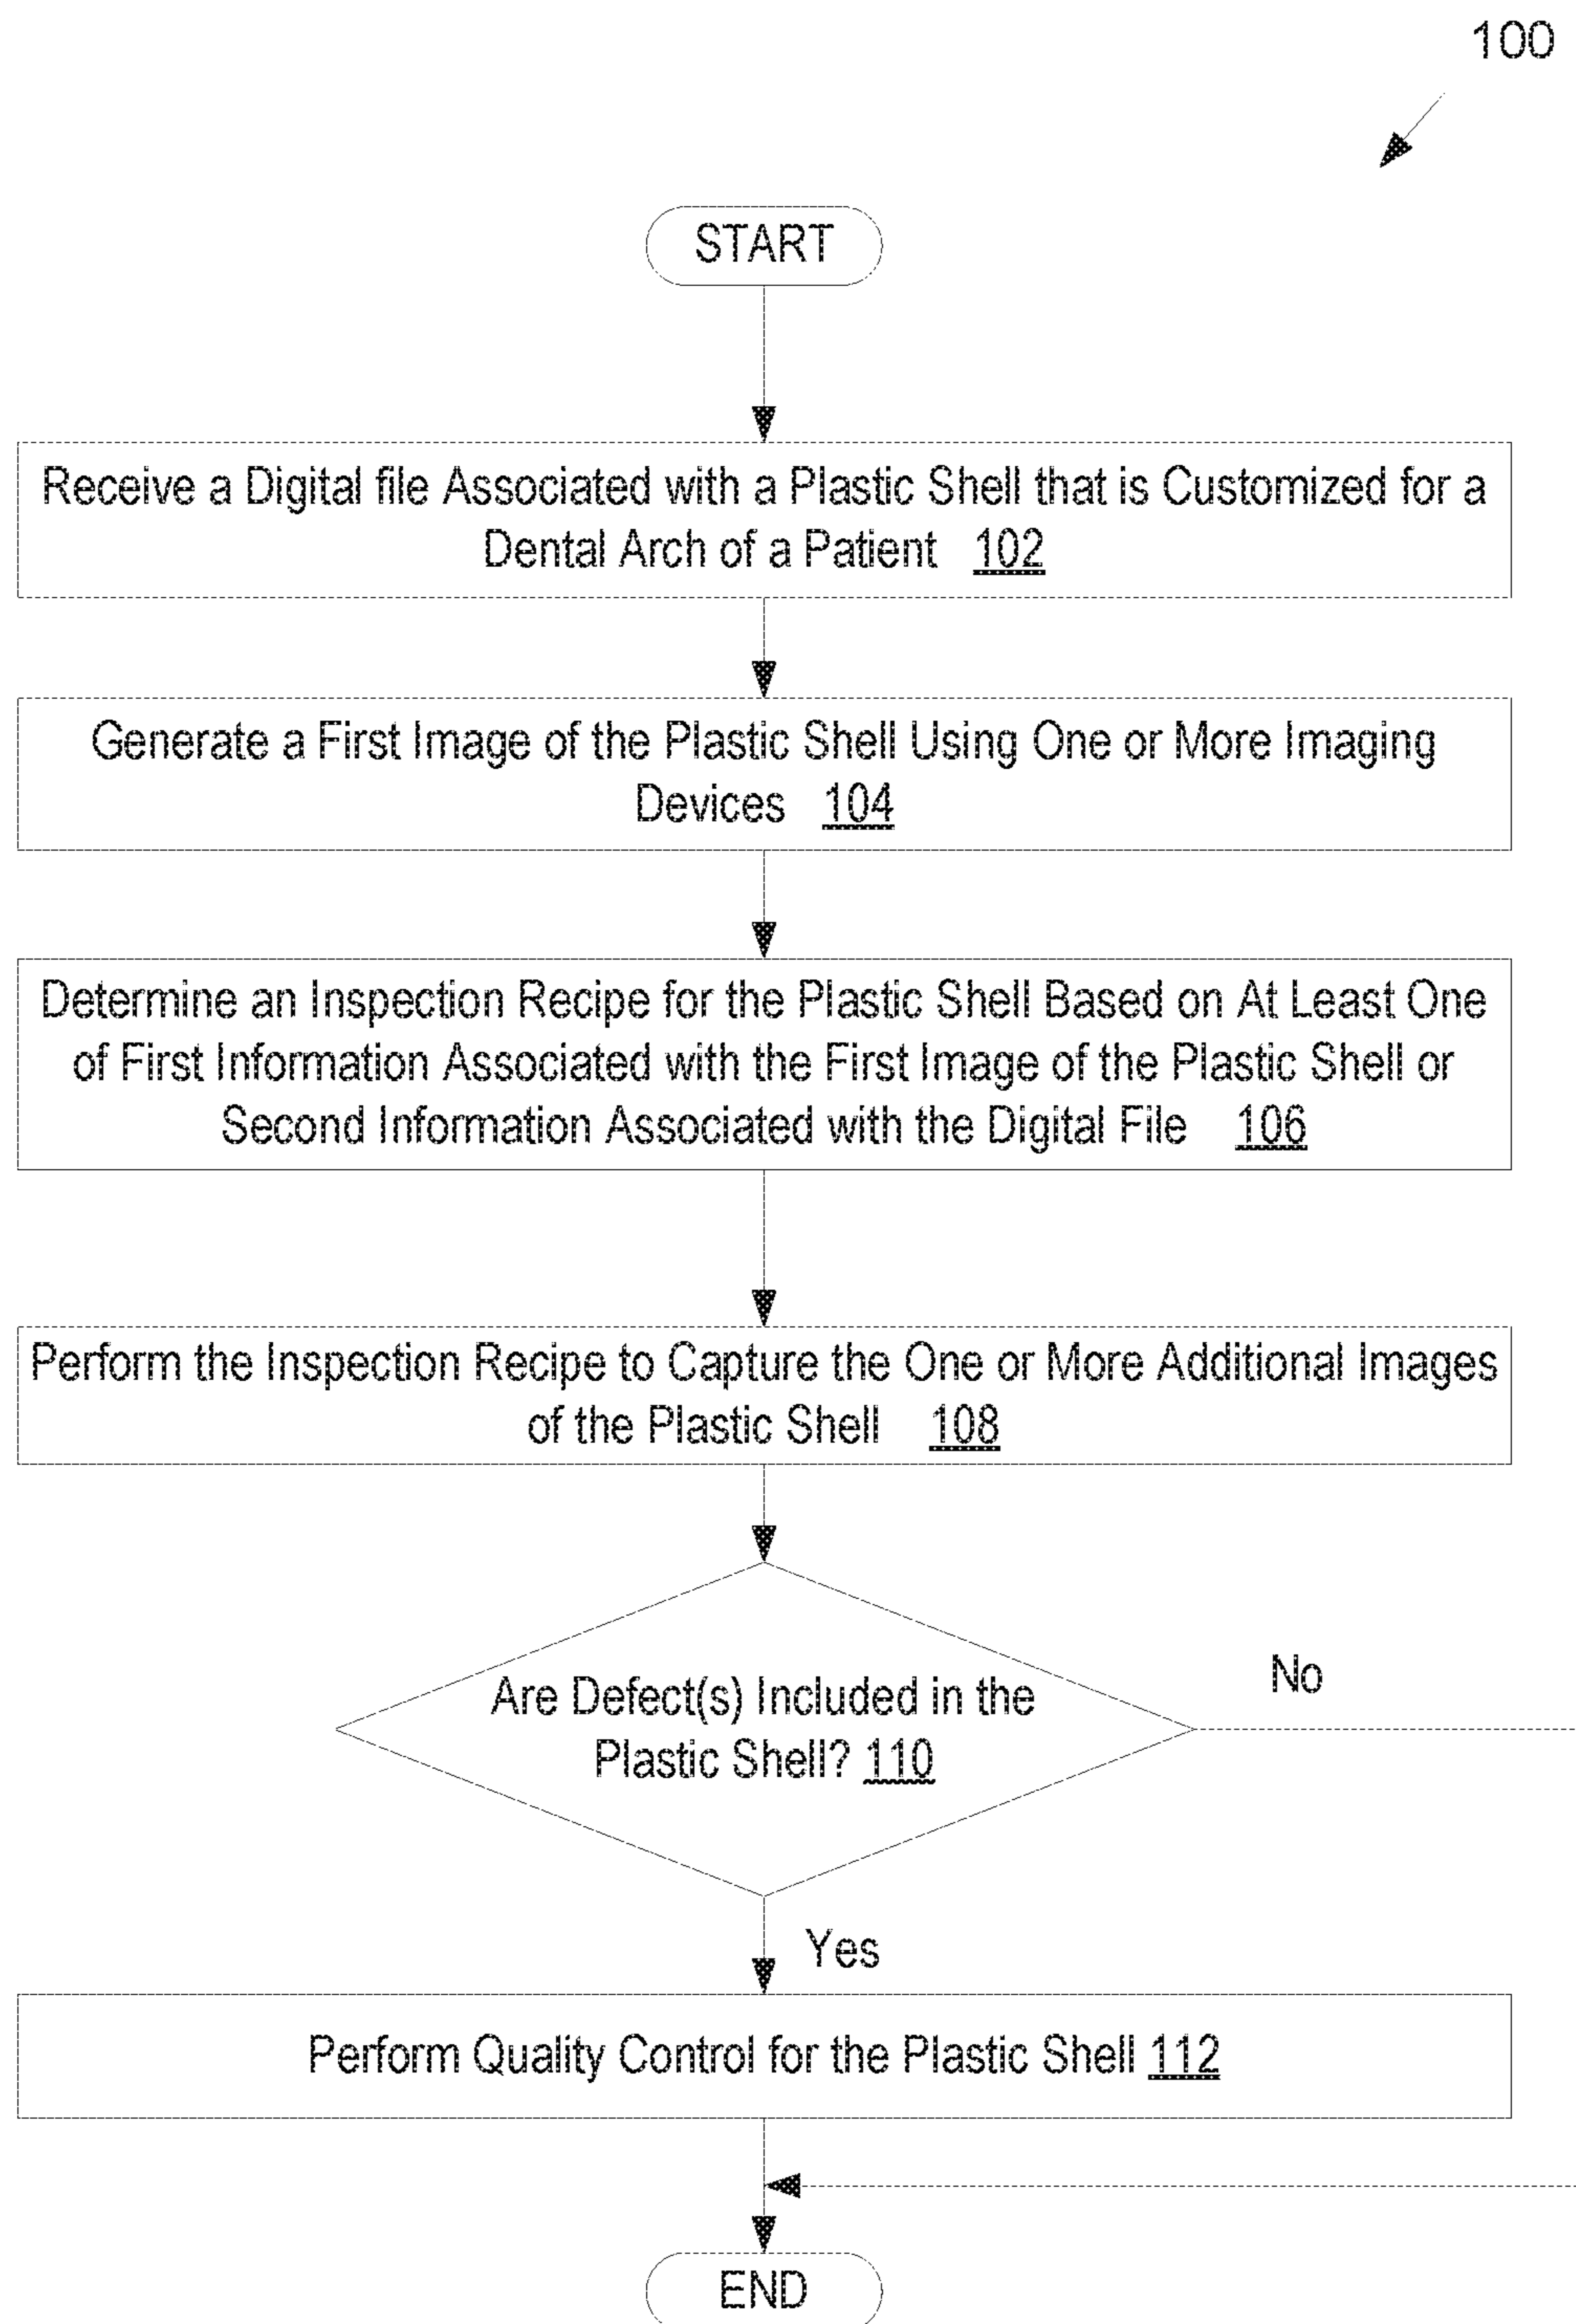 100
START
Receive a Digital file Associated with a Plastic Shell that is Customized for a
Dental Arch of a Patient 102
Generate a First Image of the Plastic Shell Using One or More Imaging
Devices 104
Determine an Inspection Recipe for the Plastic Shell Based on At Least One
of First Information Associated with the First Image of the Plastic Shell or
Second Information Associated with the Digital File 106
Perform the Inspection Recipe to Capture the One or More Additional Images
of the Plastic Shell 108
Are Defect(s) Included in the
Plastic Shell? 110
No
Yes
Perform Quality Control for the Plastic Shell 112
END